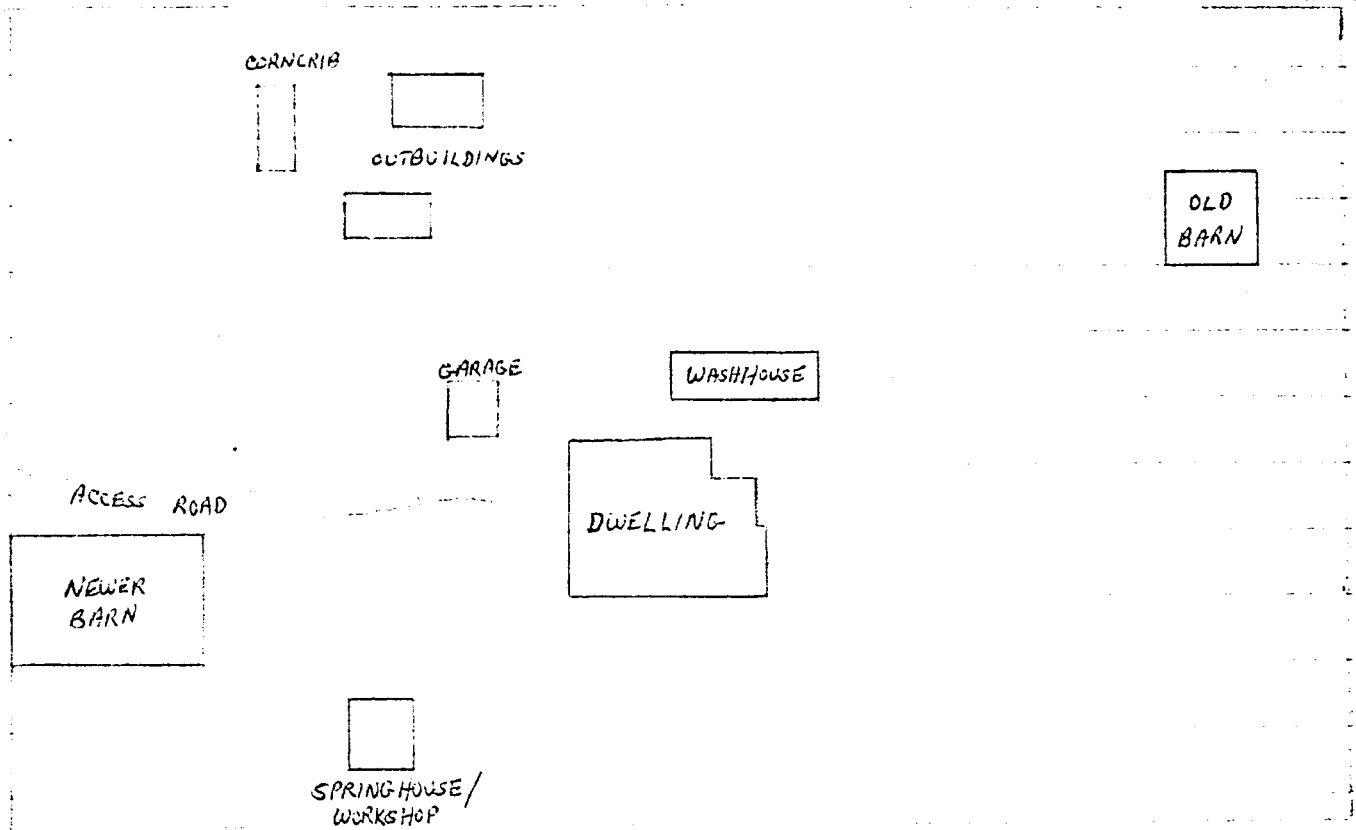 CORNCRIB
OUTBUILDINGS
OLD
BARN
GARAGE
WASHHOUSE
ACCESS ROAD
DWELLING
NEWER
BARN
SPRINGHOUSE/
WORKSHOP